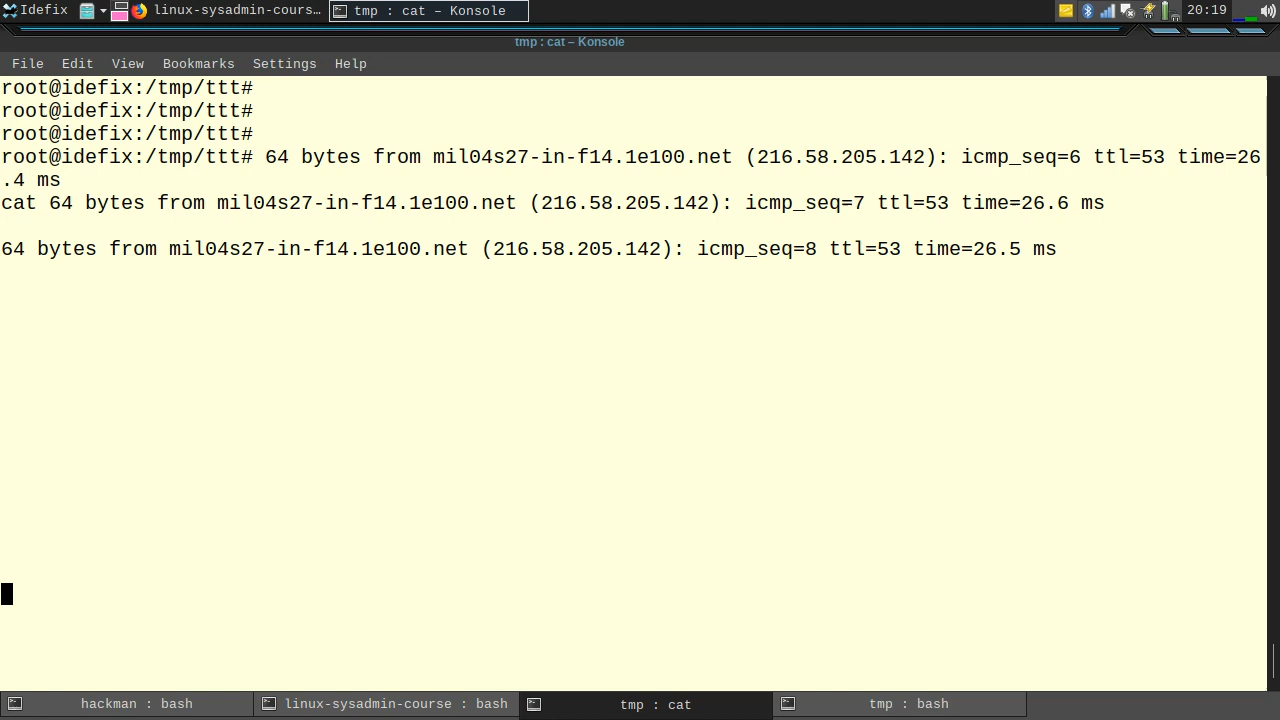 Idefix
linux-sysadmin-cours…
tmp : cat – Konsole
20:19
tmp : cat – Konsole
File Edit View Bookmarks Settings Help
root@idefix:/tmp/ttt#
root@idefix:/tmp/ttt#
root@idefix:/tmp/ttt#
root@idefix:/tmp/ttt# 64 bytes from mil04s27-in-f14.1e100.net (216.58.205.142): icmp_seq=6 ttl=53 time=26
.4 ms
cat 64 bytes from mil04s27-in-f14.1e100.net (216.58.205.142): icmp_seq=7 ttl=53 time=26.6 ms
64 bytes from mil04s27-in-f14.1e100.net (216.58.205.142): icmp_seq=8 ttl=53 time=26.5 ms
hackman : bash
linux-sysadmin-course : bash
tmp : cat
tmp : bash